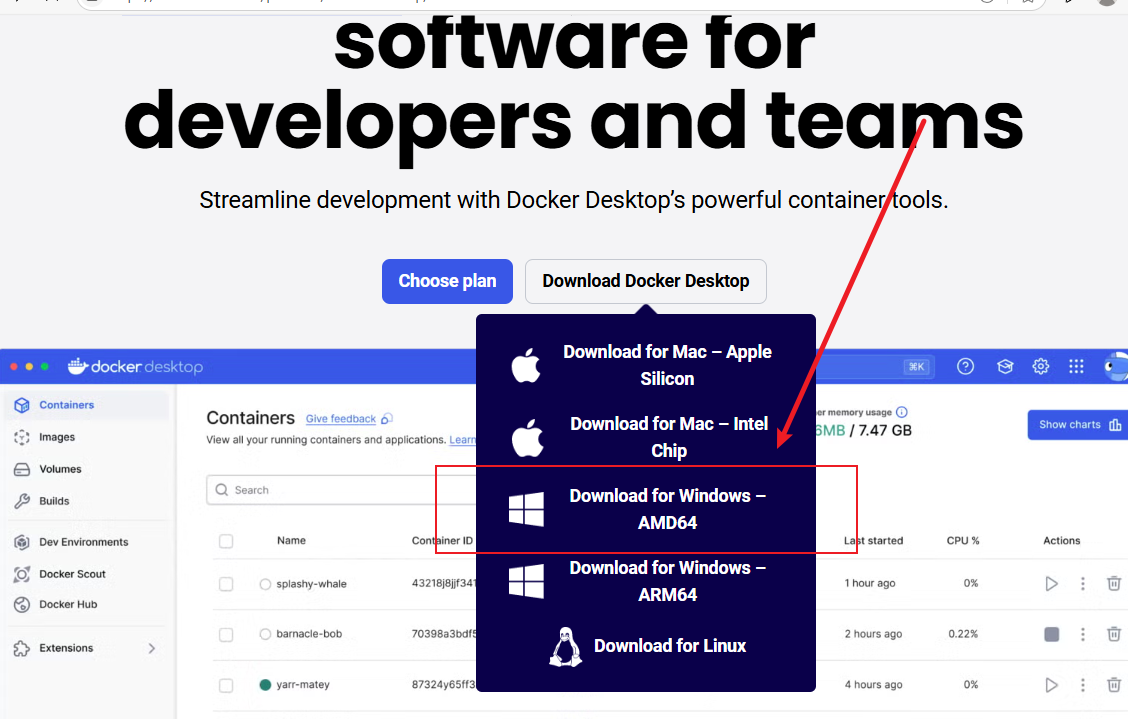 software for
developers and teams
Streamline development with Docker Desktop's powerful container tools.
Choose plan
Download Docker Desktop
Download for Mac – Apple
Silicon
Download for Mac – Intel
Chip
Download for Windows –
AMD64
Download for Windows –
ARM64
Download for Linux
docker desktop
⌘K
Containers
Images
Volumes
Builds
Dev Environments
Docker Scout
Docker Hub
Extensions
Containers Give feedback
memory usage
6MB / 7.47 GB
View all your running containers and applications. Learn
Show charts
Search
Name Container ID Last started CPU % Actions
splashy-whale 43218j8jjf341 1 hour ago 0%
barnacle-bob 70398a3bdf5 2 hours ago 0.22%
yarr-matey 87324y65ff3 4 hours ago 0%